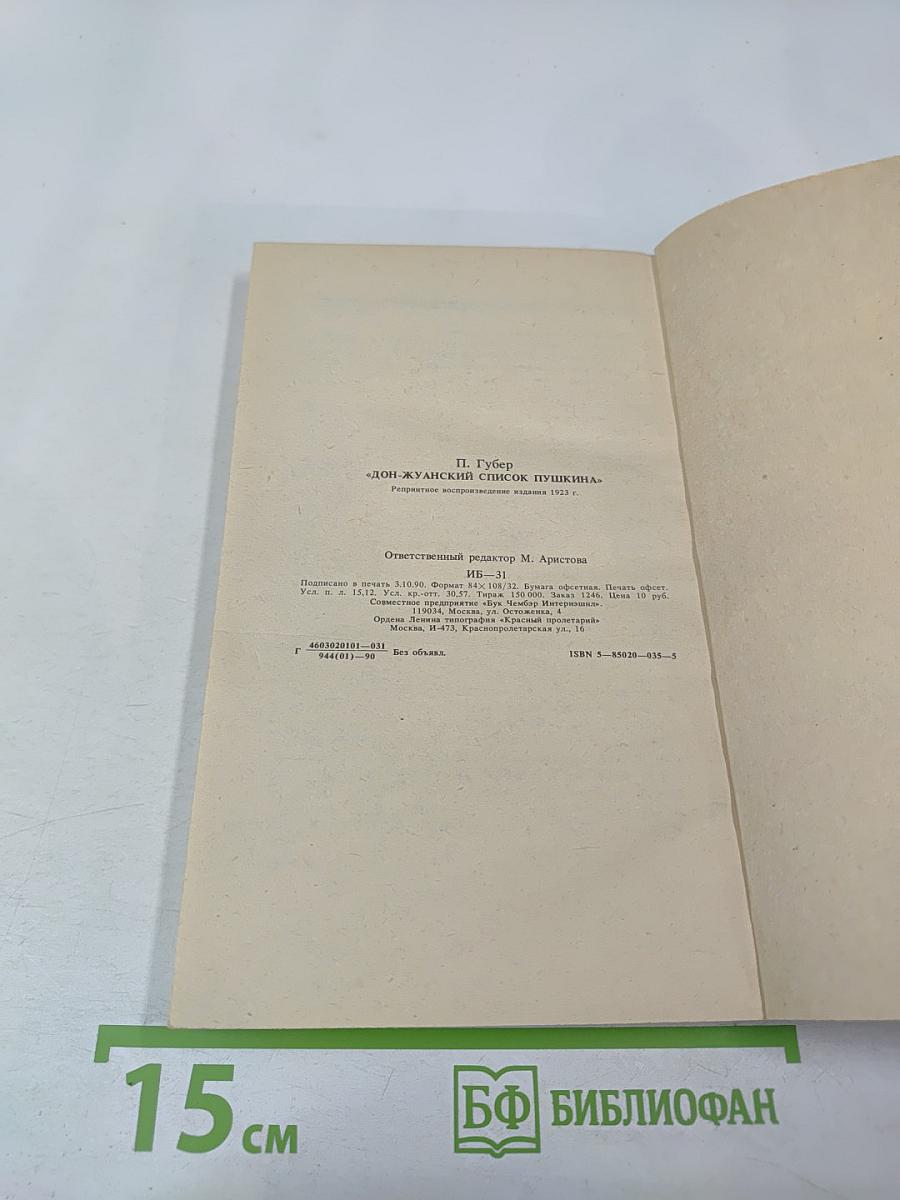 П. Губер
«ДОН-ЖУАНСКИЙ СПИСОК ПУШКИНА»
Репринтное воспроизведение издания 1923 г.
Ответственный редактор М. Аристова
ИБ—31
Подписано в печать 3.10.90. Формат 84×108/32. Бумага офсетная. Печать офсет.
Усл. п. л. 15,12. Усл. кр.-отт. 30,57. Тираж 150 000. Заказ 1246. Цена 10 руб.
Совместное предприятие «Бук Чембэр Интернэшнл».
119034, Москва, ул. Остоженка, 4
Ордена Ленина типография «Красный пролетарий»
Москва, И-473, Краснопролетарская ул., 16
Г 4603020101—031
944(01)—90 Без объявл. ISBN 5—85020—035—5
15 см
БФ БИБЛИОФАН